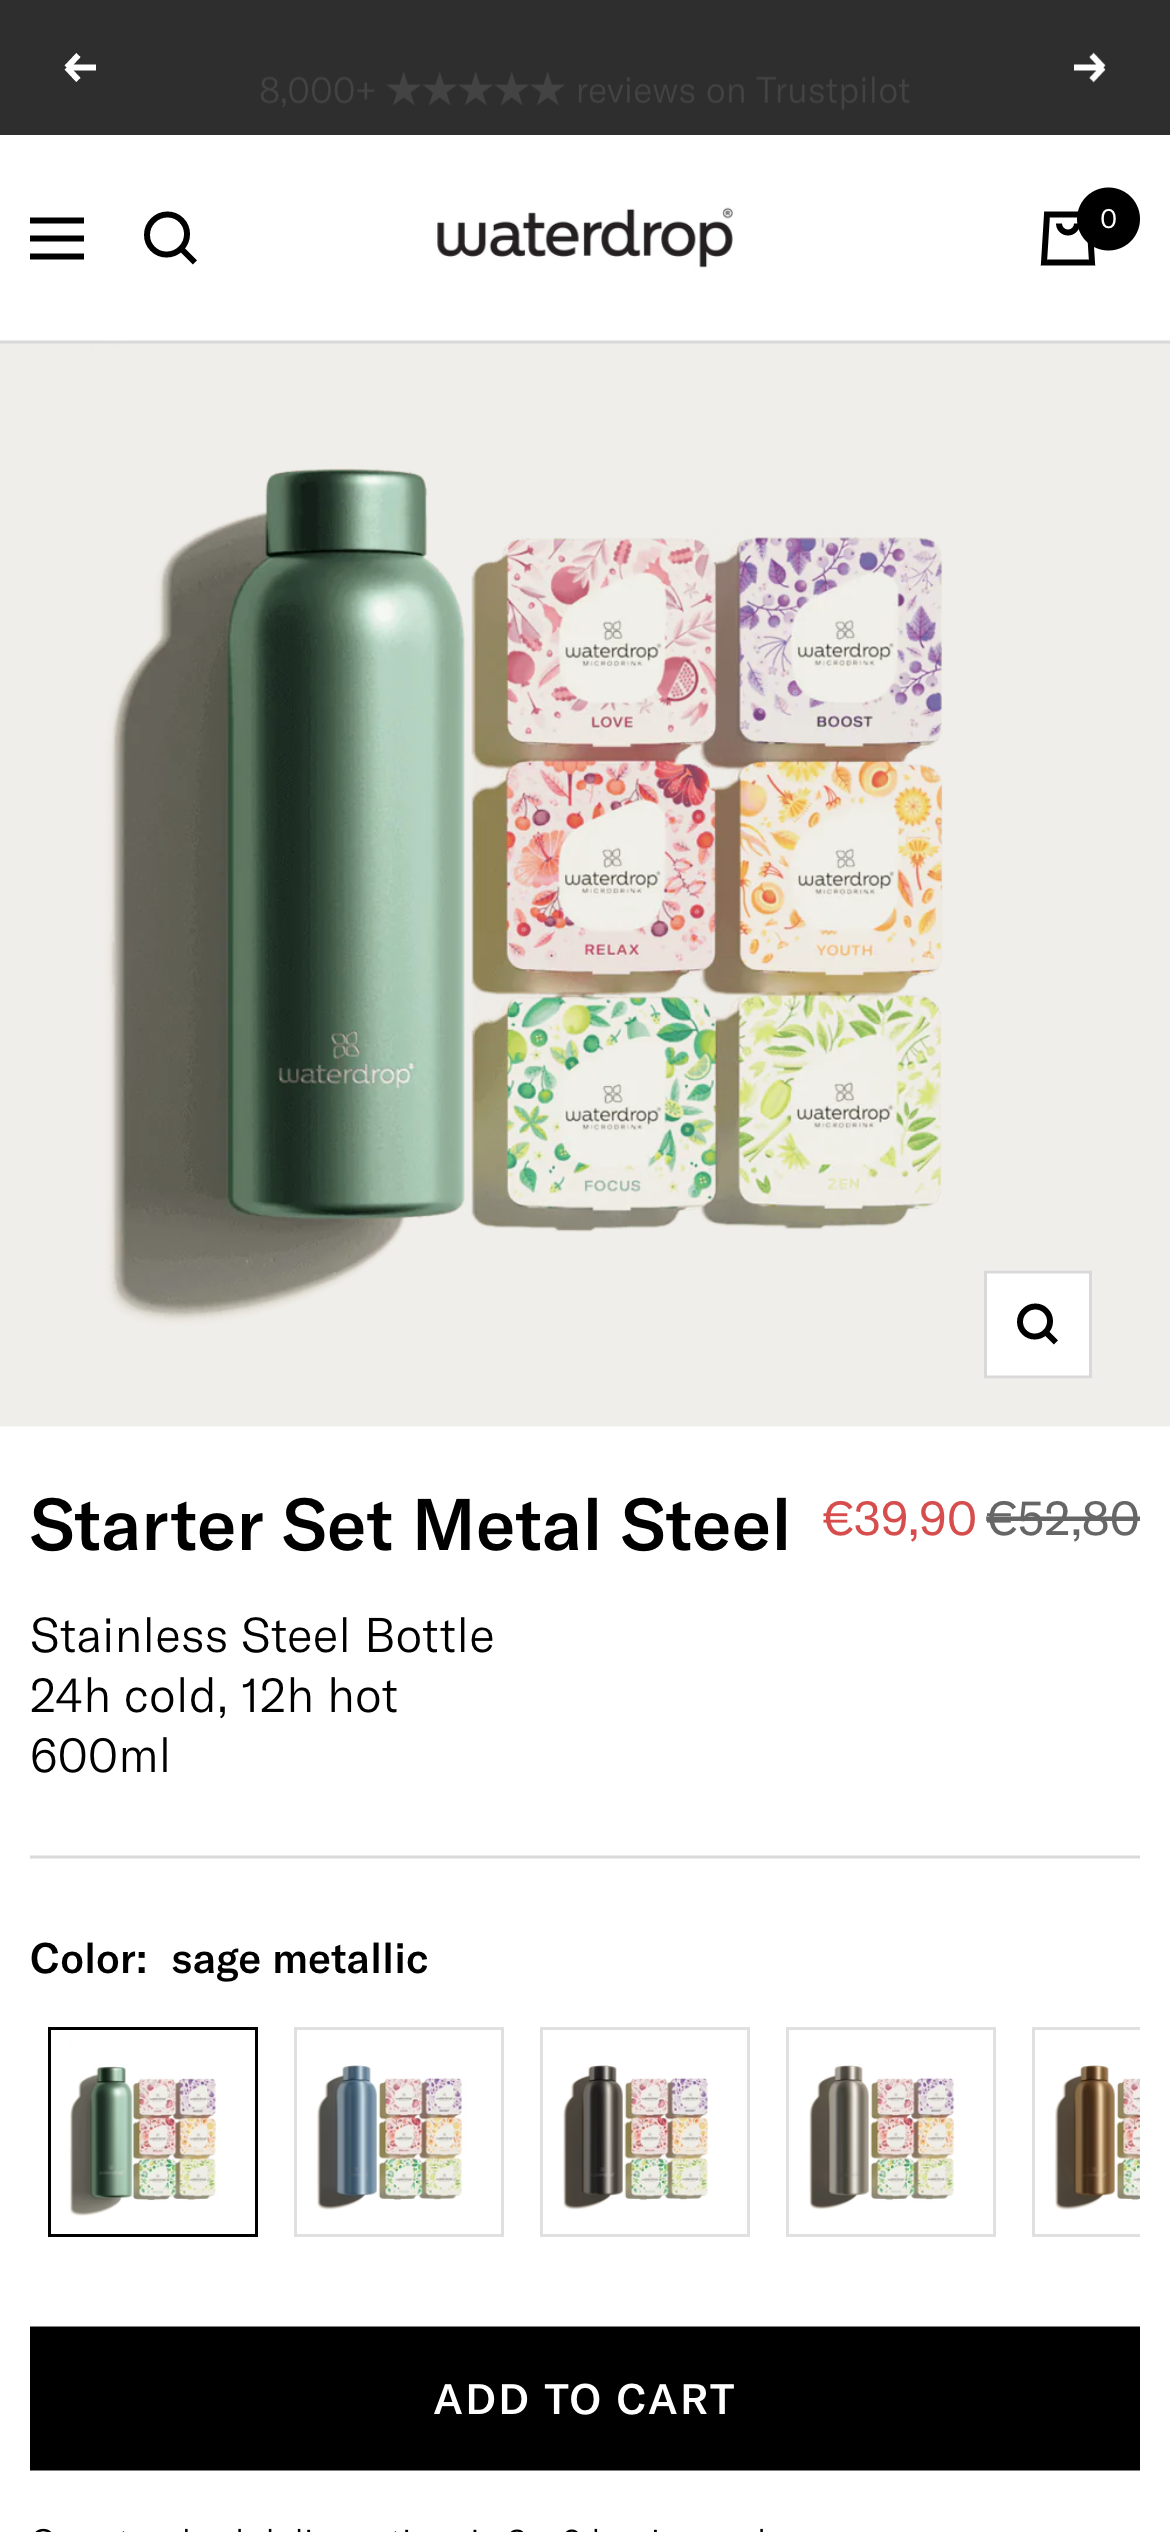 8,000+ ★★★★★ reviews on Trustpilot
waterdrop®
0
waterdrop®
MICRODRINK
LOVE
waterdrop®
MICRODRINK
BOOST
waterdrop®
MICRODRINK
RELAX
waterdrop®
MICRODRINK
YOUTH
waterdrop®
waterdrop®
MICRODRINK
FOCUS
waterdrop®
MICRODRINK
ZEN
Starter Set Metal Steel €39,90 €52,80
Stainless Steel Bottle
24h cold, 12h hot
600ml
Color: sage metallic
ADD TO CART